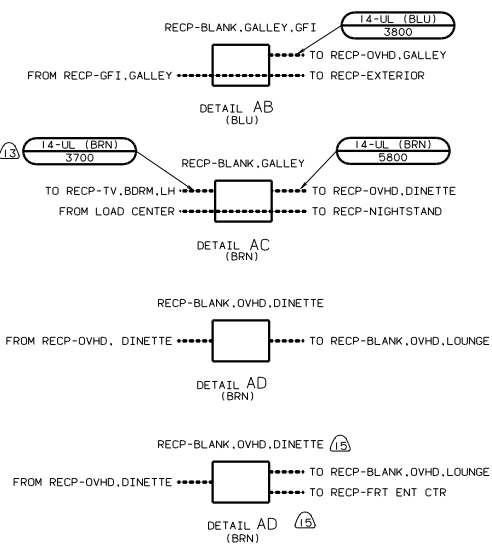 RECP-BLANK,GALLEY,GFI
14-UL (BLU)
3800
TO RECP-OVHD,GALLEY
FROM RECP-GFI,GALLEY
TO RECP-EXTERIOR
DETAIL AB
(BLU)
13
14-UL (BRN)
3700
14-UL (BRN)
5800
RECP-BLANK,GALLEY
TO RECP-TV,BDRM,LH
TO RECP-OVHD,DINETTE
FROM LOAD CENTER
TO RECP-NIGHTSTAND
DETAIL AC
(BRN)
RECP-BLANK,OVHD,DINETTE
FROM RECP-OVHD, DINETTE
TO RECP-BLANK,OVHD,LOUNGE
DETAIL AD
(BRN)
RECP-BLANK,OVHD,DINETTE 15
TO RECP-BLANK,OVHD,LOUNGE
FROM RECP-OVHD,DINETTE
TO RECP-FRT ENT CTR
DETAIL AD 15
(BRN)